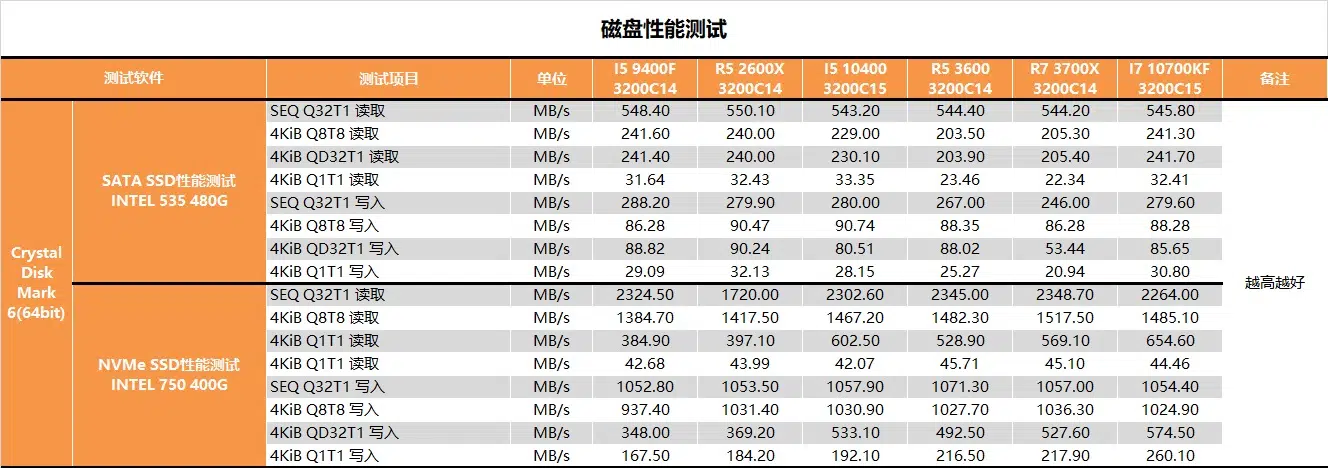 磁盘性能测试
测试软件 测试项目 单位 I5 9400F 3200C14 R5 2600X 3200C14 I5 10400 3200C15 R5 3600 3200C14 R7 3700X 3200C14 I7 10700KF 3200C15 备注
Crystal Disk Mark 6(64bit)
SATA SSD性能测试
INTEL 535 480G
SEQ Q32T1 读取 MB/s 548.40 550.10 543.20 544.40 544.20 545.80
4KiB Q8T8 读取 MB/s 241.60 240.00 229.00 203.50 205.30 241.30
4KiB QD32T1 读取 MB/s 241.40 240.00 230.10 203.90 205.40 241.70
4KiB Q1T1 读取 MB/s 31.64 32.43 33.35 23.46 22.34 32.41
SEQ Q32T1 写入 MB/s 288.20 279.90 280.00 267.00 246.00 279.60
4KiB Q8T8 写入 MB/s 86.28 90.47 90.74 88.35 86.28 88.28
4KiB QD32T1 写入 MB/s 88.82 90.24 80.51 88.02 53.44 85.65
4KiB Q1T1 写入 MB/s 29.09 32.13 28.15 25.27 20.94 30.80
NVMe SSD性能测试
INTEL 750 400G
SEQ Q32T1 读取 MB/s 2324.50 1720.00 2302.60 2345.00 2348.70 2264.00
4KiB Q8T8 读取 MB/s 1384.70 1417.50 1467.20 1482.30 1517.50 1485.10
4KiB Q1T1 读取 MB/s 384.90 397.10 602.50 528.90 569.10 654.60
4KiB Q1T1 读取 MB/s 42.68 43.99 42.07 45.71 45.10 44.46
SEQ Q32T1 写入 MB/s 1052.80 1053.50 1057.90 1071.30 1057.00 1054.40
4KiB Q8T8 写入 MB/s 937.40 1031.40 1030.90 1027.70 1036.30 1024.90
4KiB QD32T1 写入 MB/s 348.00 369.20 533.10 492.50 527.60 574.50
4KiB Q1T1 写入 MB/s 167.50 184.20 192.10 216.50 217.90 260.10
越高越好